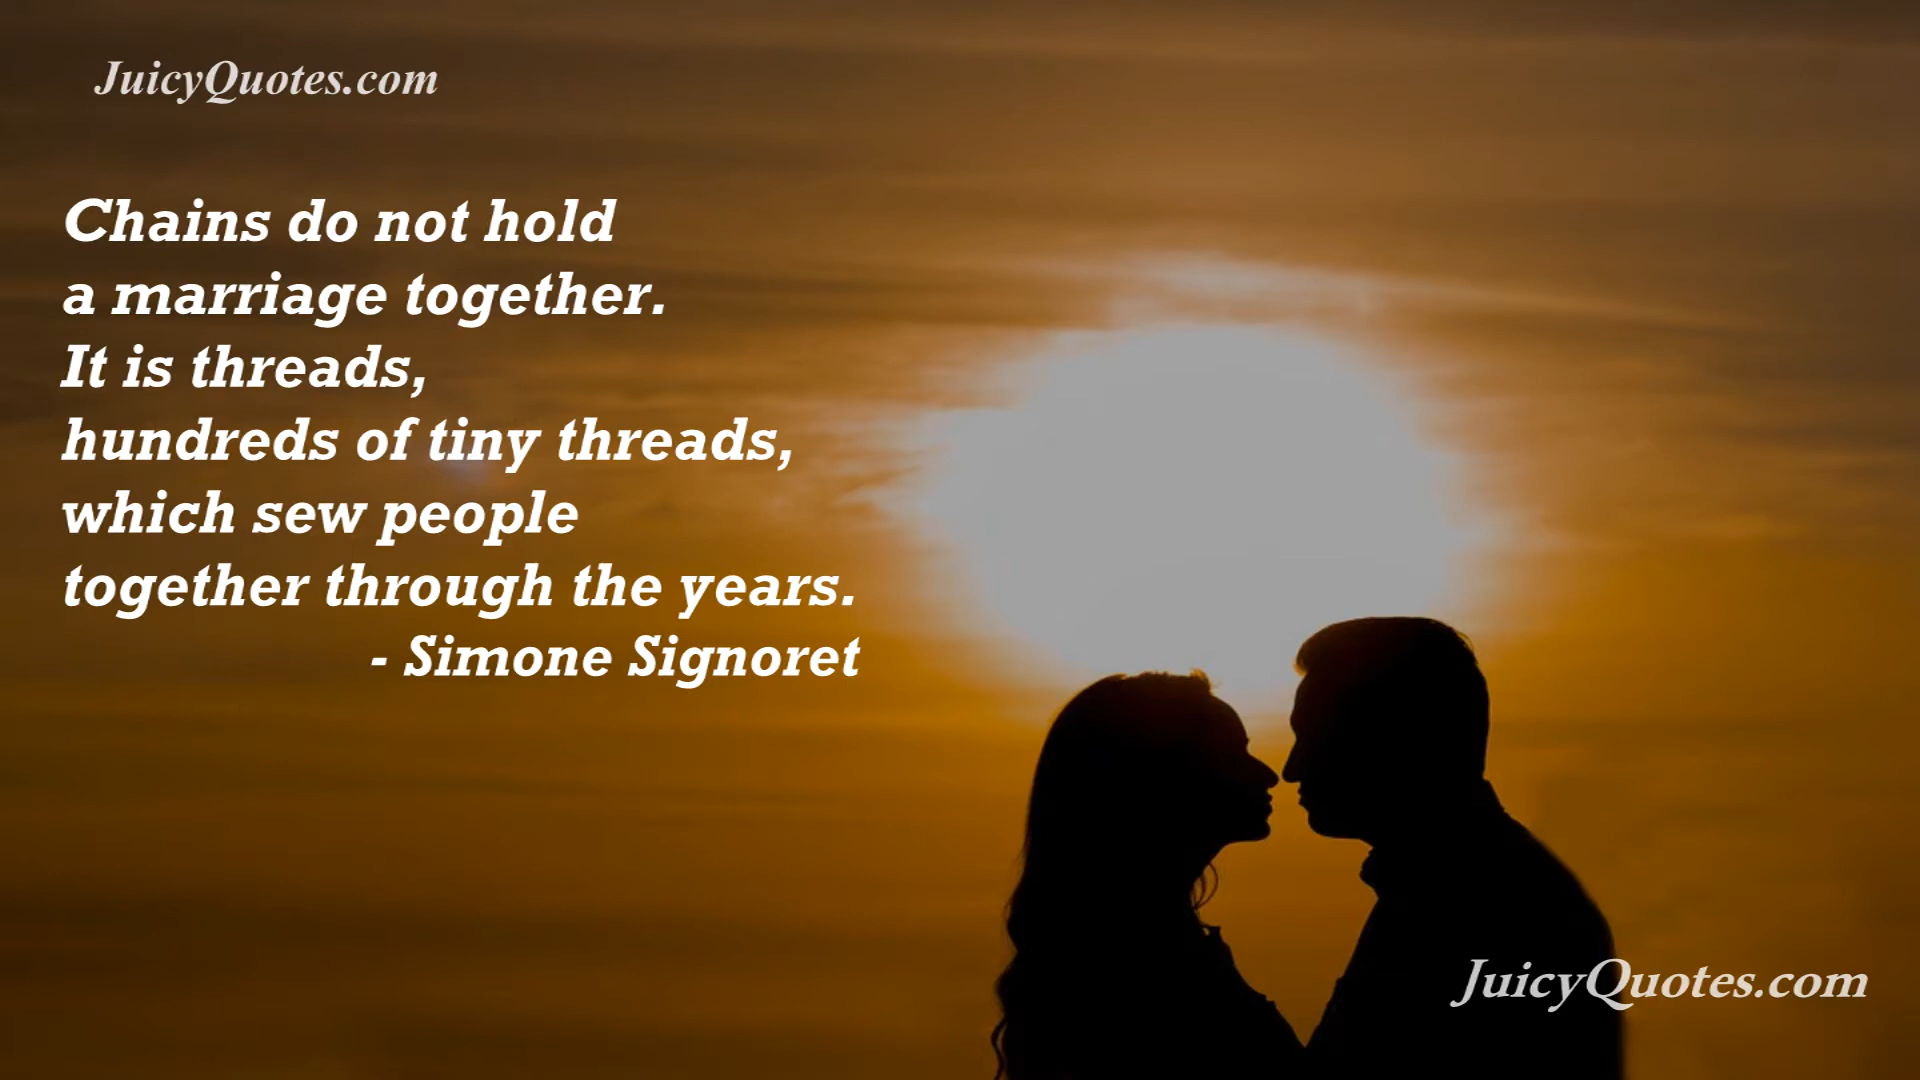 JuicyQuotes.com
Chains do not hold
a marriage together.
It is threads,
hundreds of tiny threads,
which sew people
together through the years.
- Simone Signoret
JuicyQuotes.com